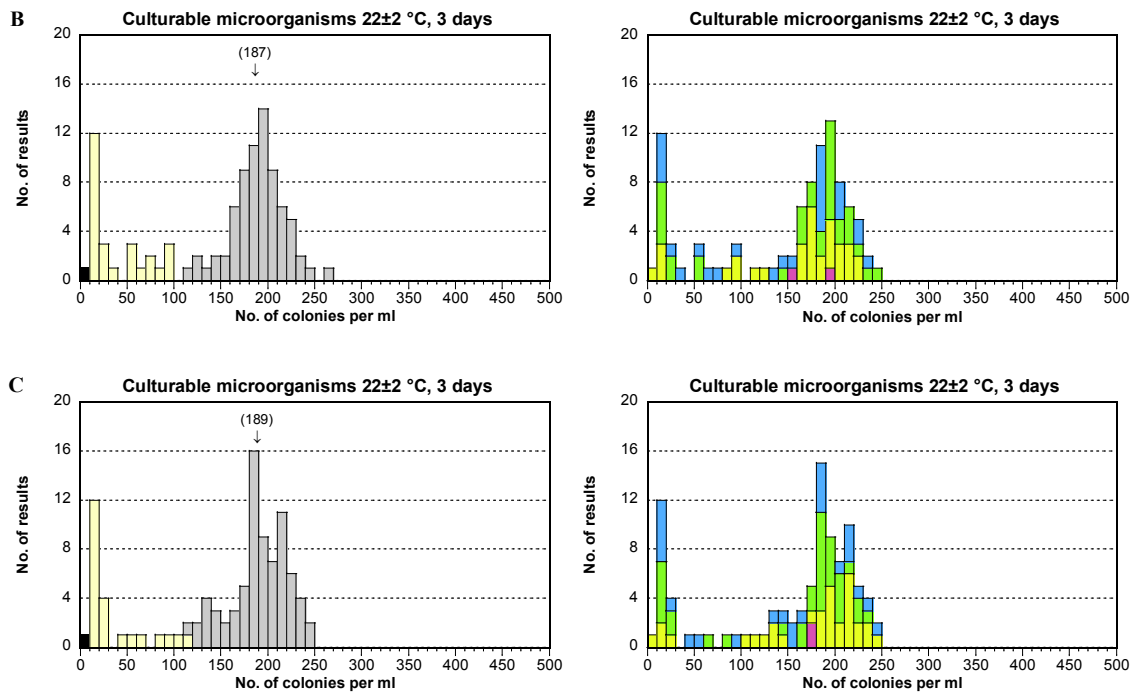 B
Culturable microorganisms 22±2 °C, 3 days
20
16
12
8
4
0
No. of results
(187)
↓
0 50 100 150 200 250 300 350 400 450 500
No. of colonies per ml
Culturable microorganisms 22±2 °C, 3 days
20
16
12
8
4
0
No. of results
0 50 100 150 200 250 300 350 400 450 500
No. of colonies per ml
C
Culturable microorganisms 22±2 °C, 3 days
20
16
12
8
4
0
No. of results
(189)
↓
0 50 100 150 200 250 300 350 400 450 500
No. of colonies per ml
Culturable microorganisms 22±2 °C, 3 days
20
16
12
8
4
0
No. of results
0 50 100 150 200 250 300 350 400 450 500
No. of colonies per ml